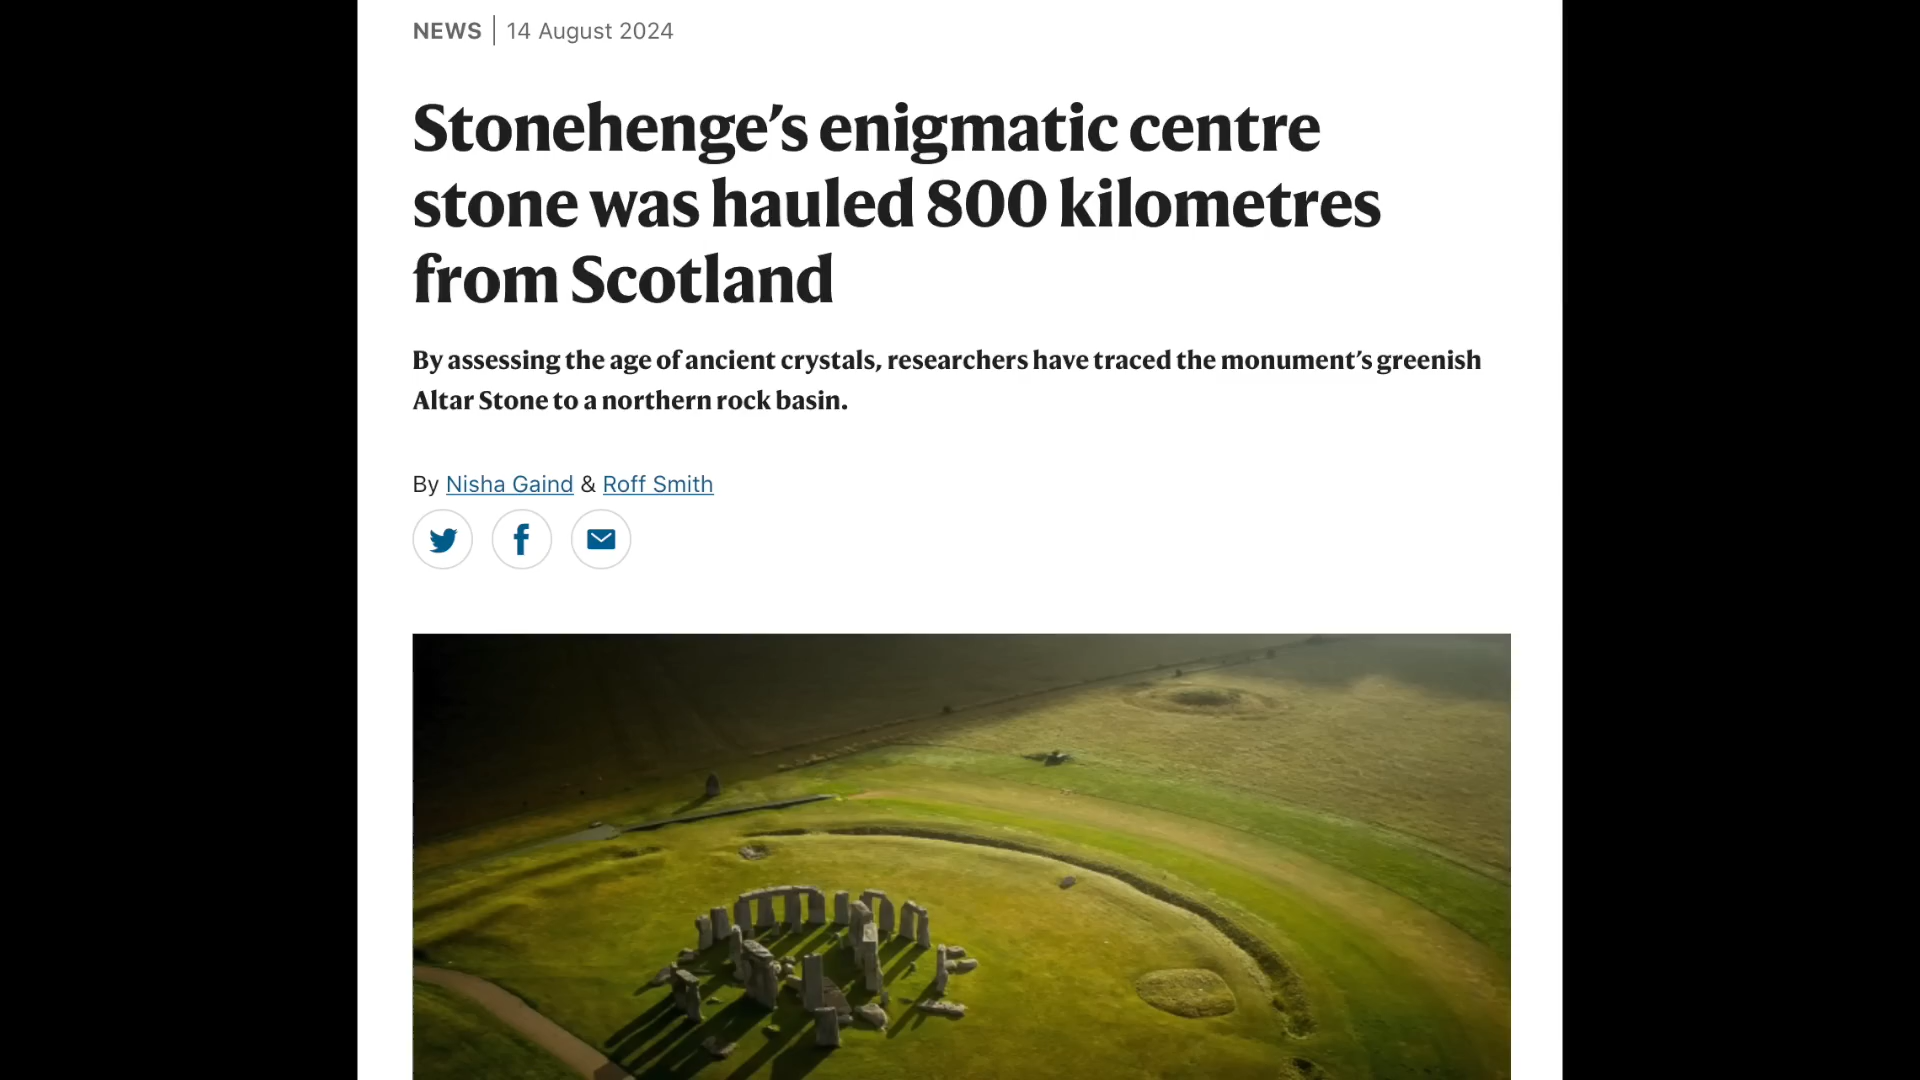 NEWS | 14 August 2024
Stonehenge’s enigmatic centre
stone was hauled 800 kilometres
from Scotland
By assessing the age of ancient crystals, researchers have traced the monument’s greenish
Altar Stone to a northern rock basin.
By Nisha Gaind & Roff Smith